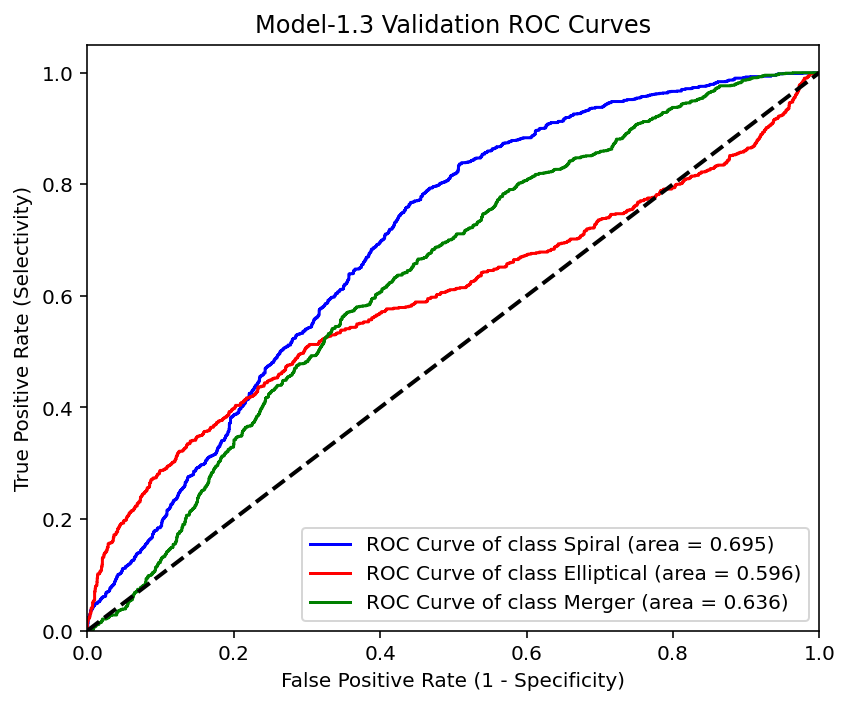 Model-1.3 Validation ROC Curves
True Positive Rate (Selectivity)
1.0
0.8
0.6
0.4
0.2
0.0
ROC Curve of class Spiral (area = 0.695)
ROC Curve of class Elliptical (area = 0.596)
ROC Curve of class Merger (area = 0.636)
0.0 0.2 0.4 0.6 0.8 1.0
False Positive Rate (1 - Specificity)